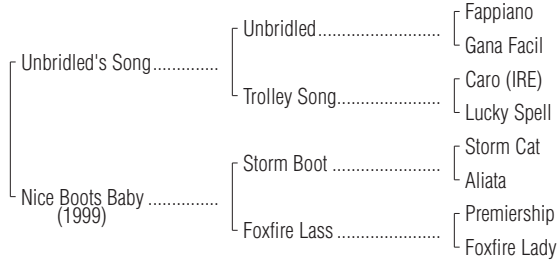 Fappiano
Unbridled........................
Gana Facil
Unbridled's Song.............
Caro (IRE)
Trolley Song....................
Lucky Spell
Storm Cat
Storm Boot .....................
Aliata
Nice Boots Baby ..............
(1999)
Premiership
Foxfire Lass ....................
Foxfire Lady